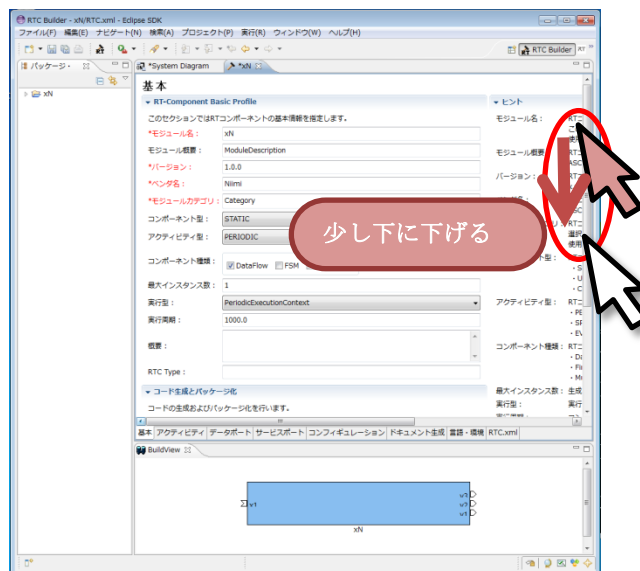 RTC Builder - xN/RTC.xml - Eclipse SDK
ファイル(F) 編集(E) ナビゲート(N) 検索(A) プロジェクト(P) 実行(R) ウィンドウ(W) ヘルプ(H)
RTC Builder
パッケージ・
*System Diagram
*xN
xN
基本
RT-Component Basic Profile
このセクションではRTコンポーネントの基本情報を指定します。
*モジュール名:
xN
モジュール概要:
ModuleDescription
*バージョン:
1.0.0
*ベンダ名:
Niimi
*モジュールカテゴリ:
Category
コンポーネント型:
STATIC
アクティビティ型:
PERIODIC
コンポーネント種類:
DataFlow
FSM
最大インスタンス数:
1
実行型:
PeriodicExecutionContext
実行周期:
1000.0
概要:
RTC Type:
コード生成とパッケージ化
コードの生成およびパッケージ化を行います。
ヒント
モジュール名:
モジュール概要
バージョン:
アクティビティ型:
コンポーネント種類:
最大インスタンス数:
生成
実行型:
実行
少し下に下げる
基本 アクティビティ データポート サービスポート コンフィギュレーション ドキュメント生成 言語・環境 RTC.xml
BuildView
v1
v3
v2
v1
xN